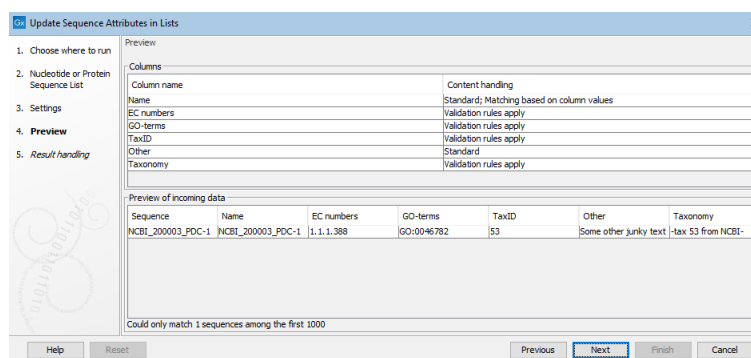 Gx Update Sequence Attributes in Lists
1. Choose where to run
2. Nucleotide or Protein
Sequence List
3. Settings
4. Preview
5. Result handling
Preview
Columns
Column name Content handling
Name Standard; Matching based on column values
EC numbers Validation rules apply
GO-terms Validation rules apply
TaxID Validation rules apply
Other Standard
Taxonomy Validation rules apply
Preview of incoming data
Sequence Name EC numbers GO-terms TaxID Other Taxonomy
NCBI_200003_PDC-1 NCBI_200003_PDC-1 1.1.1.388 GO:0046782 53 Some other junky text -tax 53 from NCBI-
Could only match 1 sequences among the first 1000
Help Reset Previous Next Finish Cancel